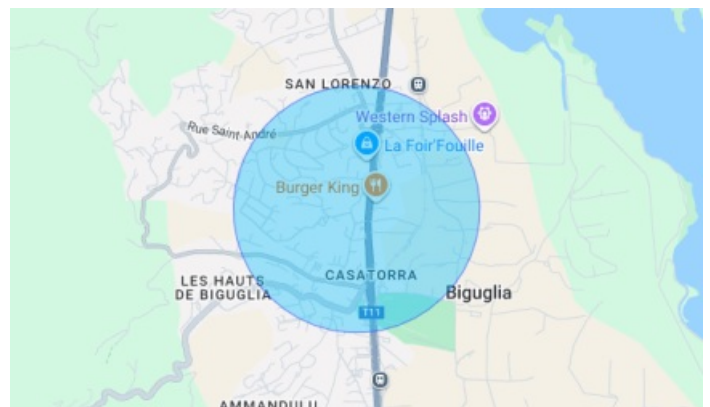 SAN LORENZO
Western Splash
Rue Saint-André
La Foir'Fouille
Burger King
CASATORRA
LES HAUTS
DE BIGUGLIA
Biguglia
T11
AMMANDULU